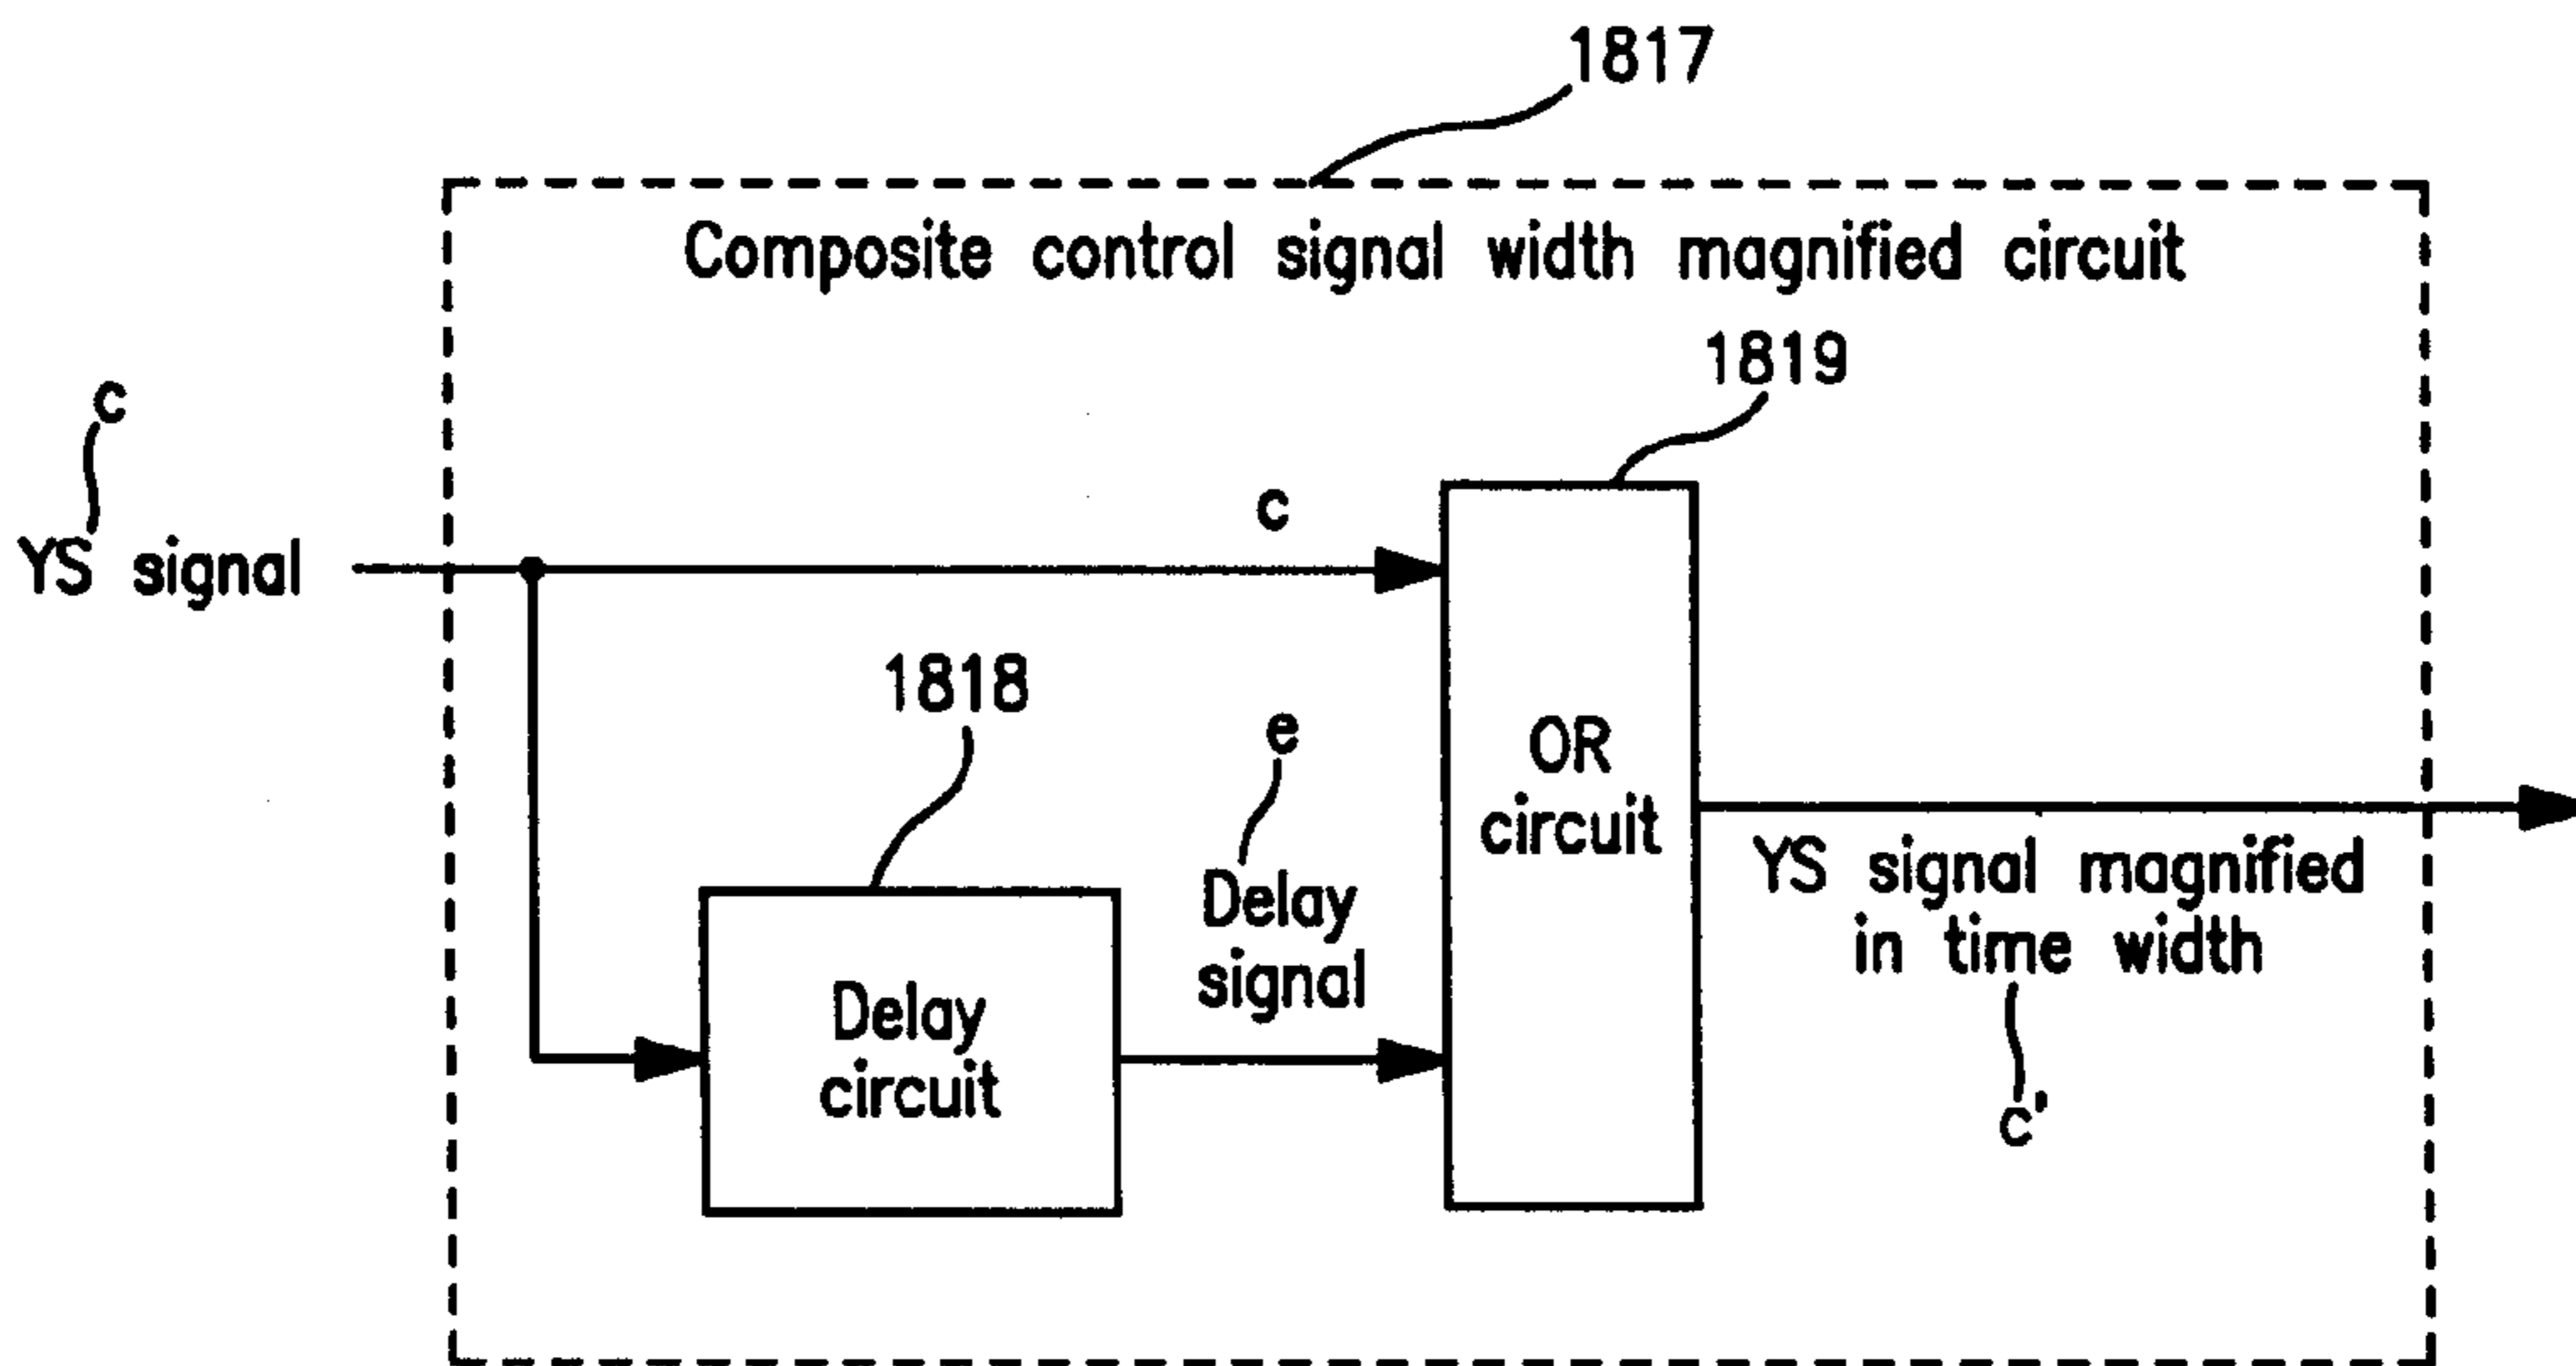 1817
Composite control signal width magnified circuit
1819
c
YS signal
c
1818
e
Delay
signal
OR
circuit
YS signal magnified
in time width
c'
Delay
circuit